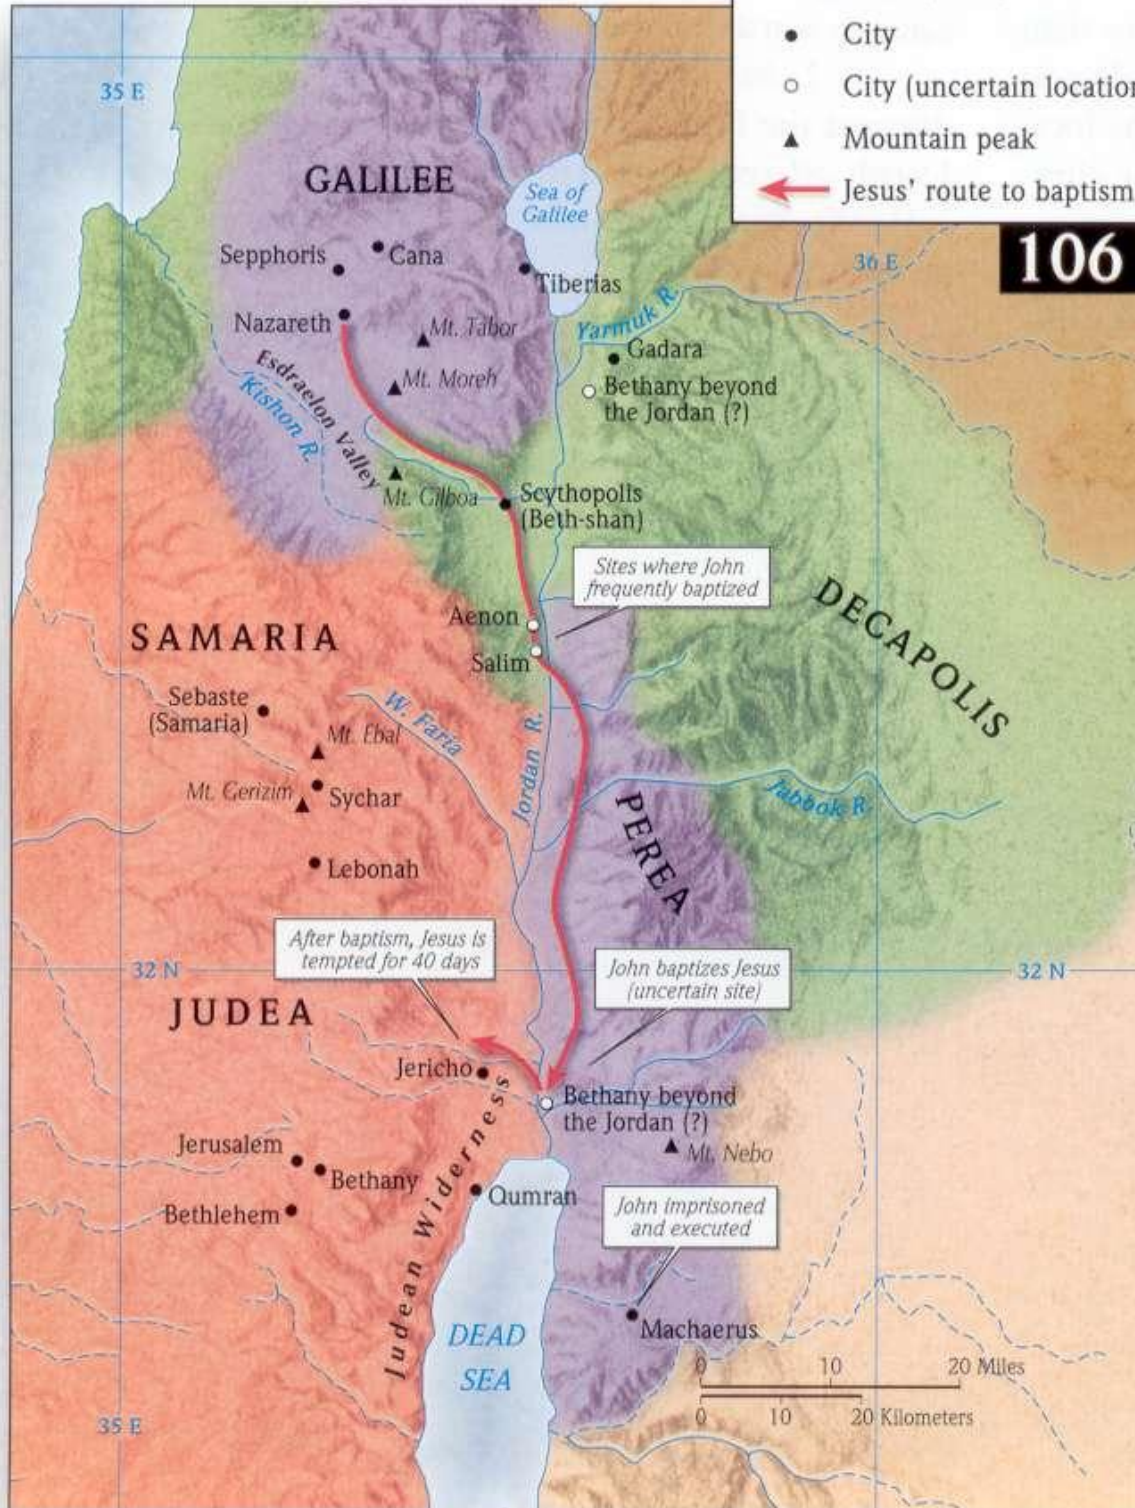 City
City (uncertain location
Mountain peak
Jesus' route to baptism
106
35 E
GALILEE
Sea of
Galilee
Sepphoris
Cana
36 E
Tiberias
Nazareth
Mt. Tabor
Yarmuk R.
Gadara
Esdraelon Valley
Mt. Moreh
Bethany beyond
the Jordan (?)
Kishon R.
Mt. Gilboa
Scythopolis
(Beth-shan)
Sites where John
frequently baptized
DECAPOLIS
Aenon
SAMARIA
Salim
Sebaste
(Samaria)
W. Faria
Mt. Ebal
Jordan R.
Mt. Gerizim
Sychar
Jabbok R.
PEREA
Lebonah
After baptism, Jesus is
tempted for 40 days
32 N
John baptizes Jesus
(uncertain site)
32 N
JUDEA
Jericho
Bethany beyond
the Jordan (?)
Jerusalem
Mt. Nebo
Bethany
Judean Wilderness
Qumran
Bethlehem
John imprisoned
and executed
Machaerus
DEAD
SEA
0 10 20 Miles
0 10 20 Kilometers
35 E